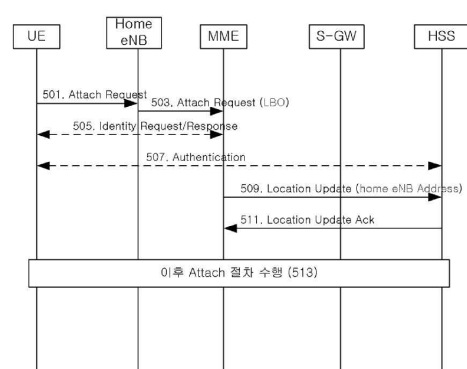 UE
Home
eNB
MME
S-GW
HSS
501. Attach Request
503. Attach Request (LBO)
505. Identity Request/Response
507. Authentication
509. Location Update (home eNB Address)
511. Location Update Ack
이후 Attach 절차 수행 (513)